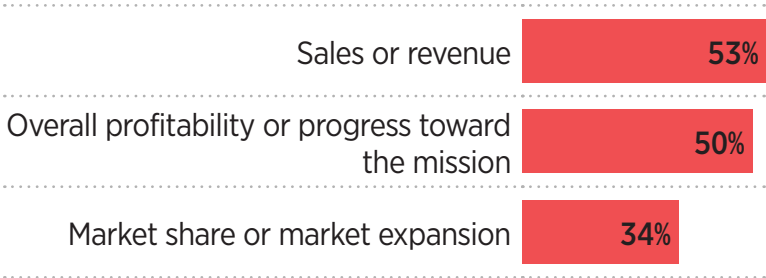 Sales or revenue 53%
Overall profitability or progress toward
the mission 50%
Market share or market expansion 34%